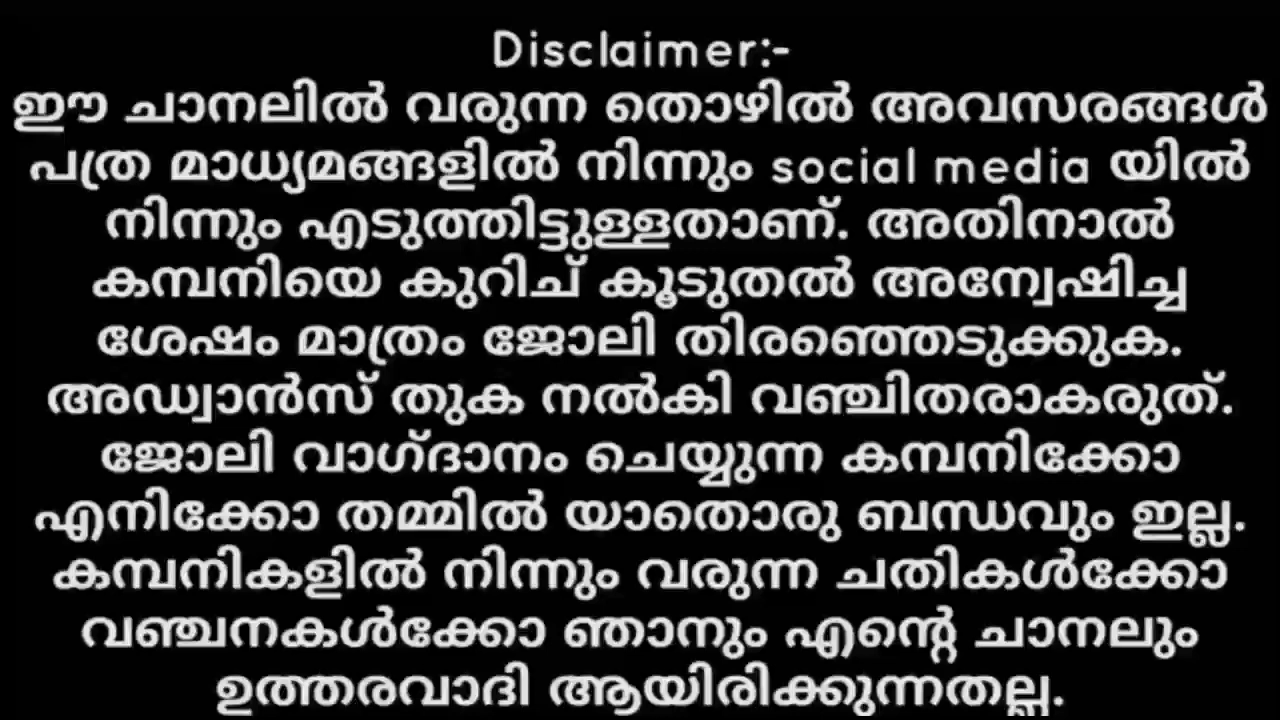 Disclaimer:-
ഈ ചാനലിൽ വരുന്ന തൊഴിൽ അവസരങ്ങൾ
പത്ര മാധ്യമങ്ങളിൽ നിന്നും social media യിൽ
നിന്നും എടുത്തിട്ടുള്ളതാണ്. അതിനാൽ
കമ്പനിയെ കുറിച് കൂടുതൽ അന്വേഷിച്ച
ശേഷം മാത്രം ജോലി തിരഞ്ഞെടുക്കുക.
അഡ്വാൻസ് തുക നൽകി വഞ്ചിതരാകരുത്.
ജോലി വാഗ്ദാനം ചെയ്യുന്ന കമ്പനിക്കോ
എനിക്കോ തമ്മിൽ യാതൊരു ബന്ധവും ഇല്ല.
കമ്പനികളിൽ നിന്നും വരുന്ന ചതികൾക്കോ
വഞ്ചനകൾക്കോ ഞാനും എന്റെ ചാനലും
ഉത്തരവാദി ആയിരിക്കുന്നതല്ല.